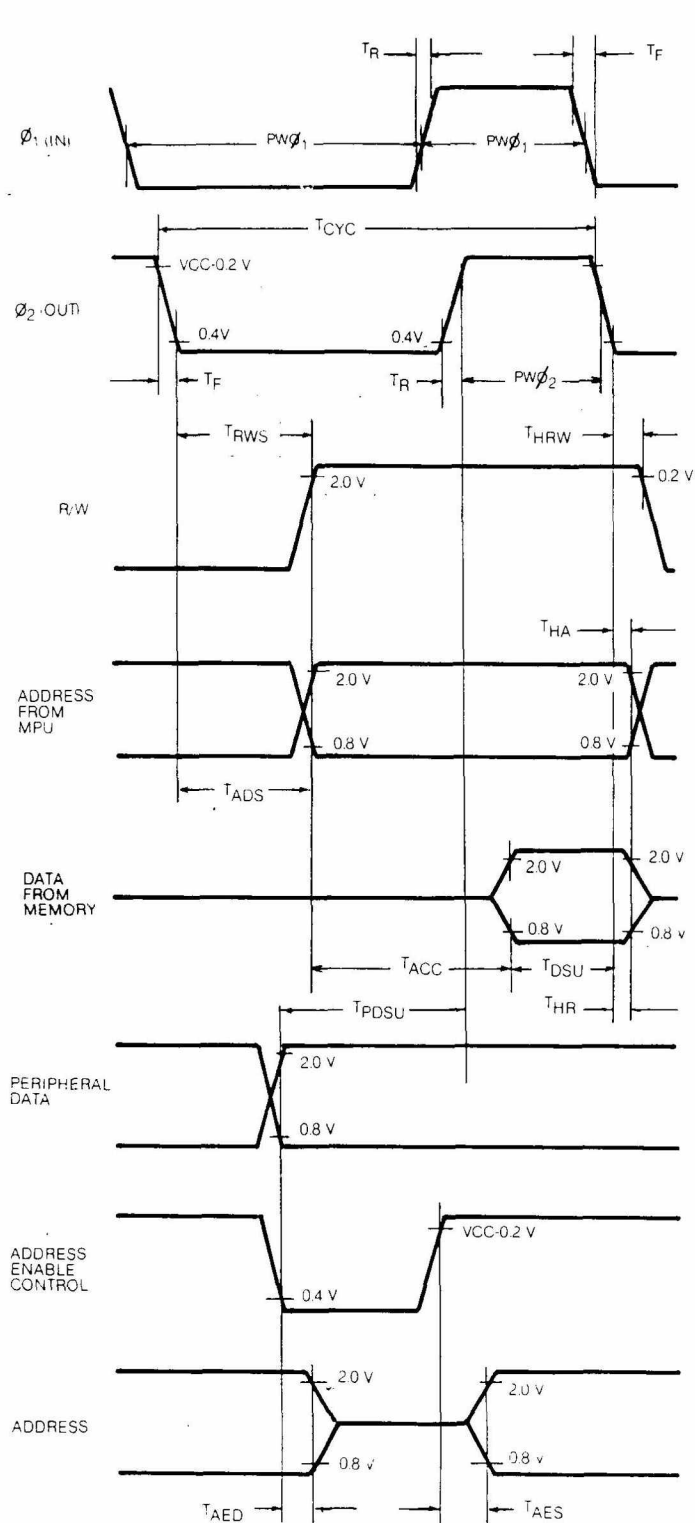 TR TF
Ø1 (IN) PWØ1 PWØ1
TCYC
VCC-0.2 V
Ø2 (OUT) 0.4V 0.4V
TF TR PWØ2
TRWS THRW
2.0 V 0.2 V
R/W
THA
2.0 V 2.0 V
ADDRESS
FROM
MPU
0.8 V 0.8 V
TADS
DATA
FROM
MEMORY
2.0 V 2.0 V
0.8 V 0.8 V
TACC TDSU
TPDSU THR
2.0 V
PERIPHERAL
DATA
0.8 V
VCC-0.2 V
ADDRESS
ENABLE
CONTROL
0.4 V
2.0 V 2.0 V
ADDRESS
0.8 V 0.8 V
TAED TAES